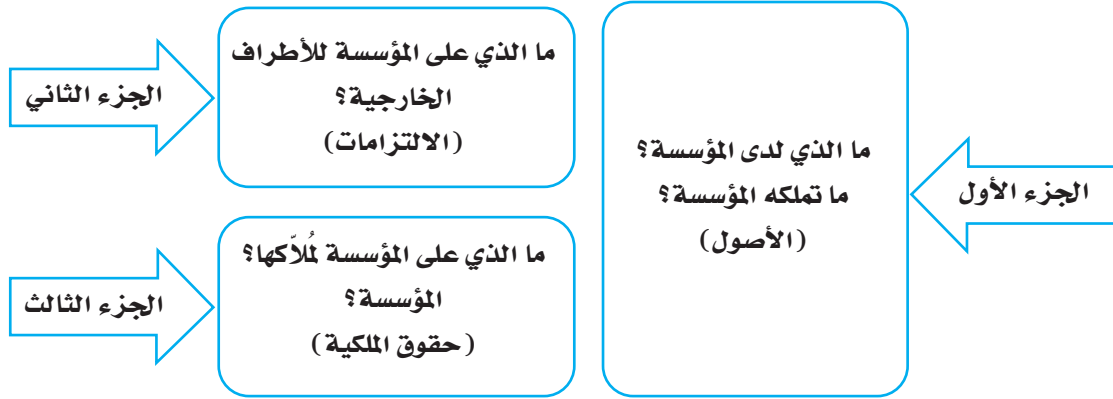 الجزء الأول
ما الذي لدى المؤسسة؟
ما تملكه المؤسسة؟
(الأصول)
ما الذي على المؤسسة للأطراف
الخارجية؟
(الالتزامات)
الجزء الثاني
ما الذي على المؤسسة لمُلاّكها؟
المؤسسة؟
(حقوق الملكية)
الجزء الثالث